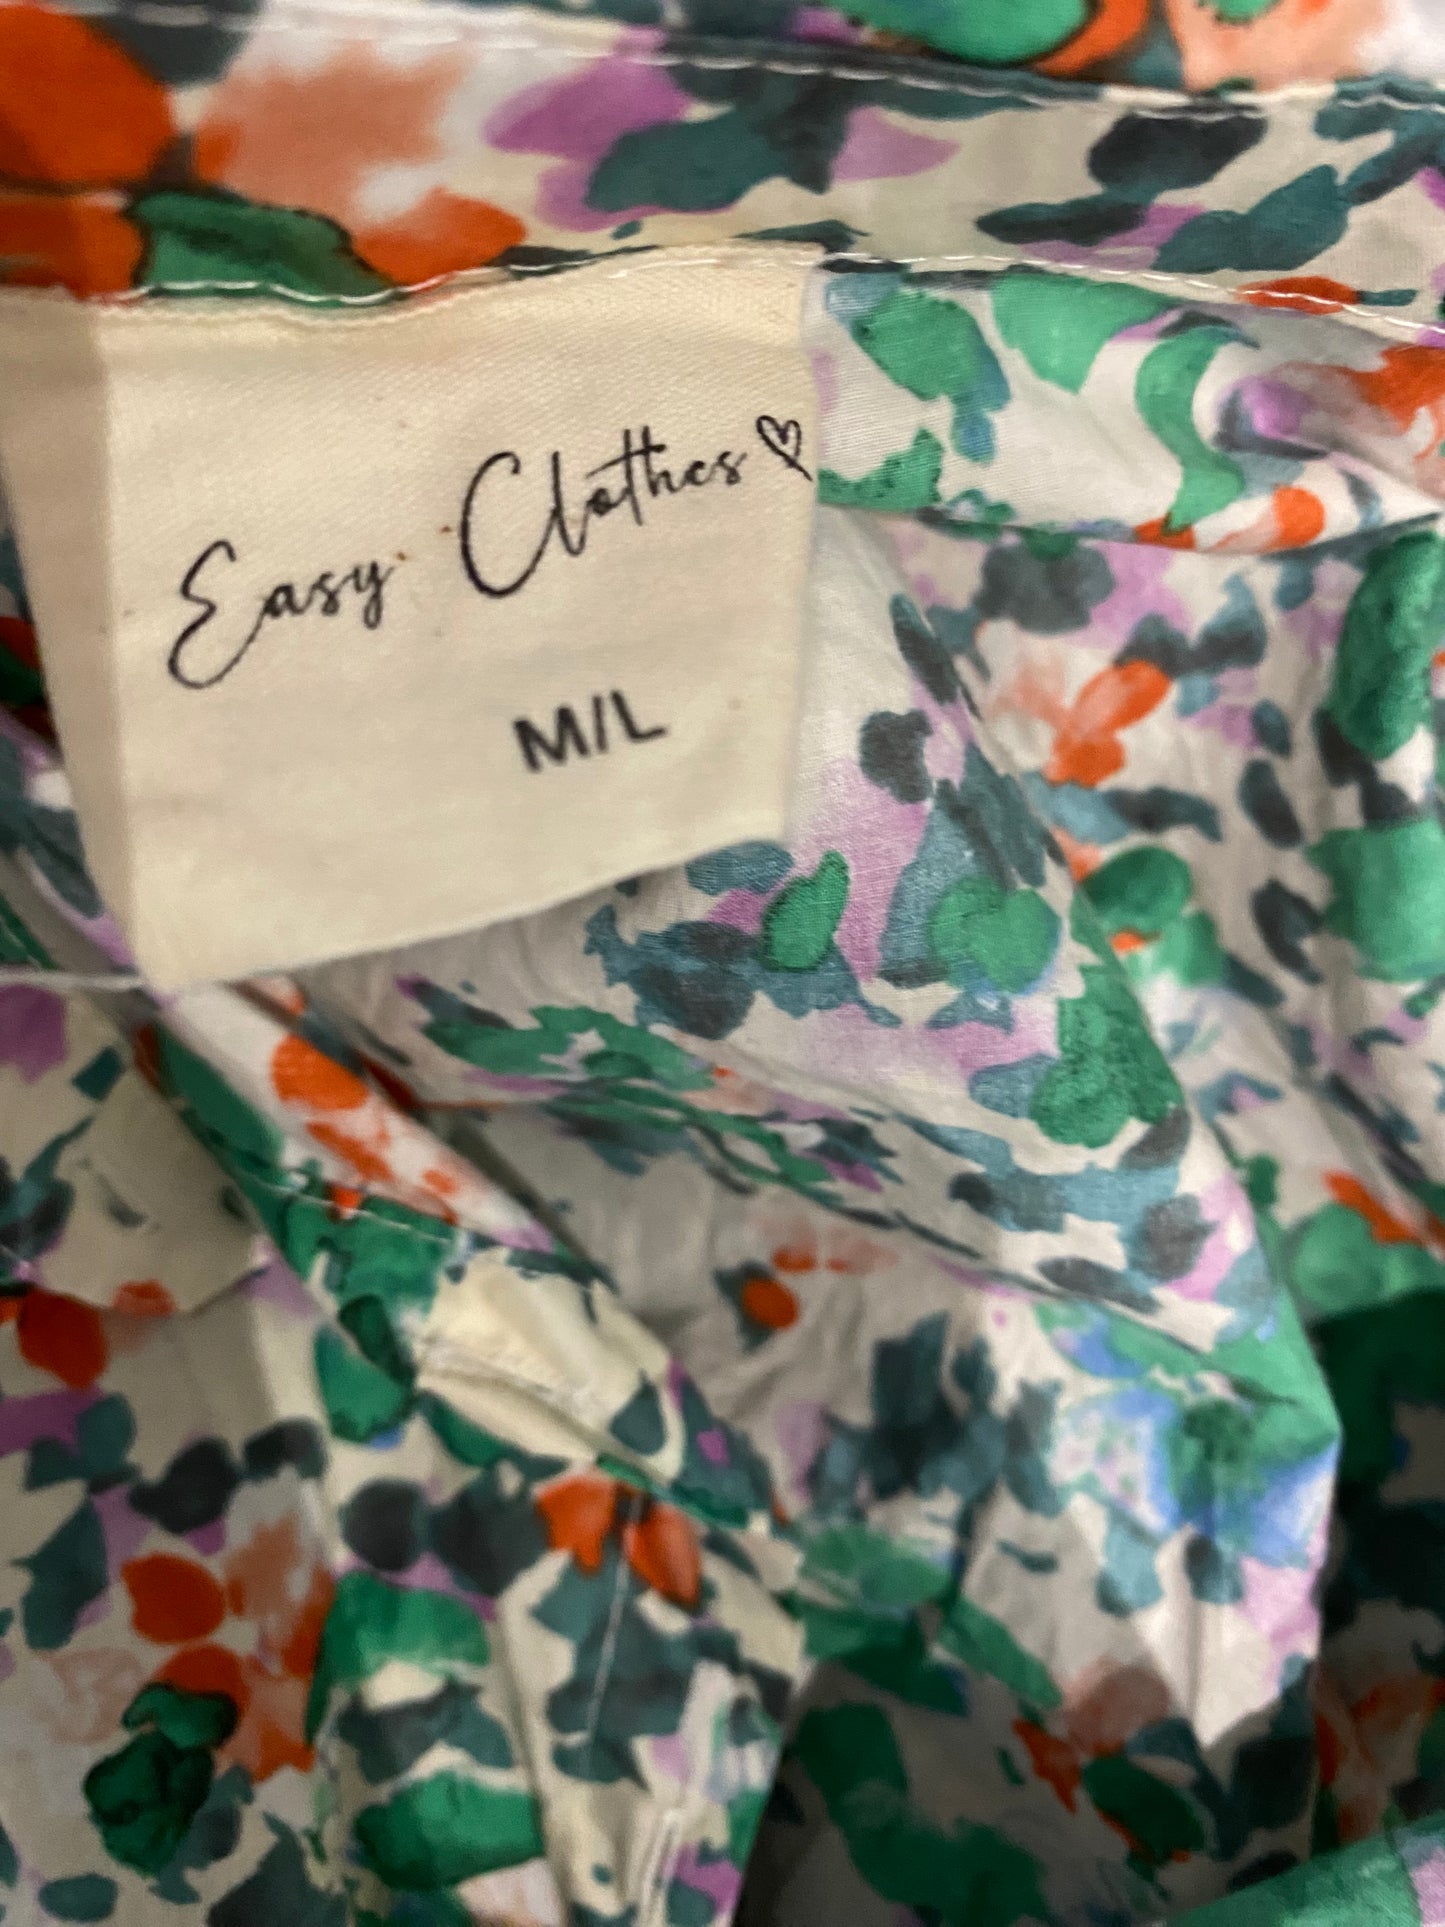 Easy Clothes ♡
M/L